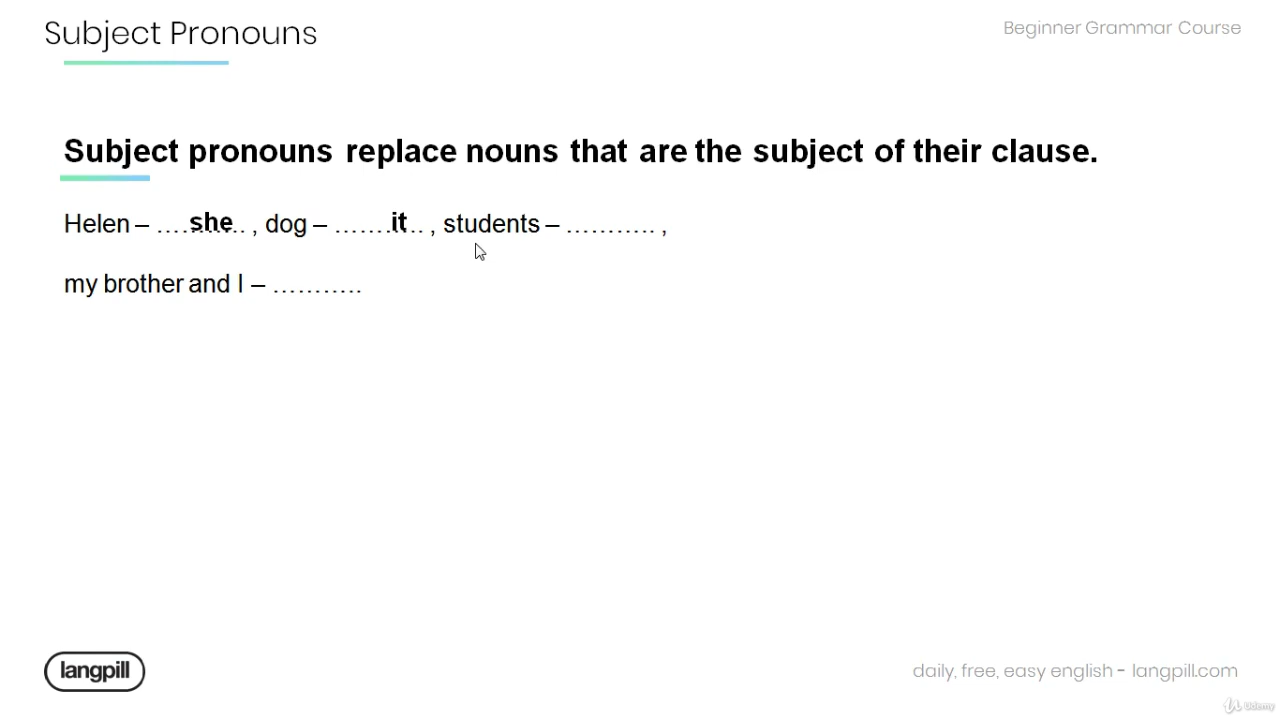 Subject Pronouns
Beginner Grammar Course
Subject pronouns replace nouns that are the subject of their clause.
Helen – ….she.. , dog – …….it.. , students – ……….. ,
my brother and I – ………..
langpill
daily, free, easy english - langpill.com
Udemy